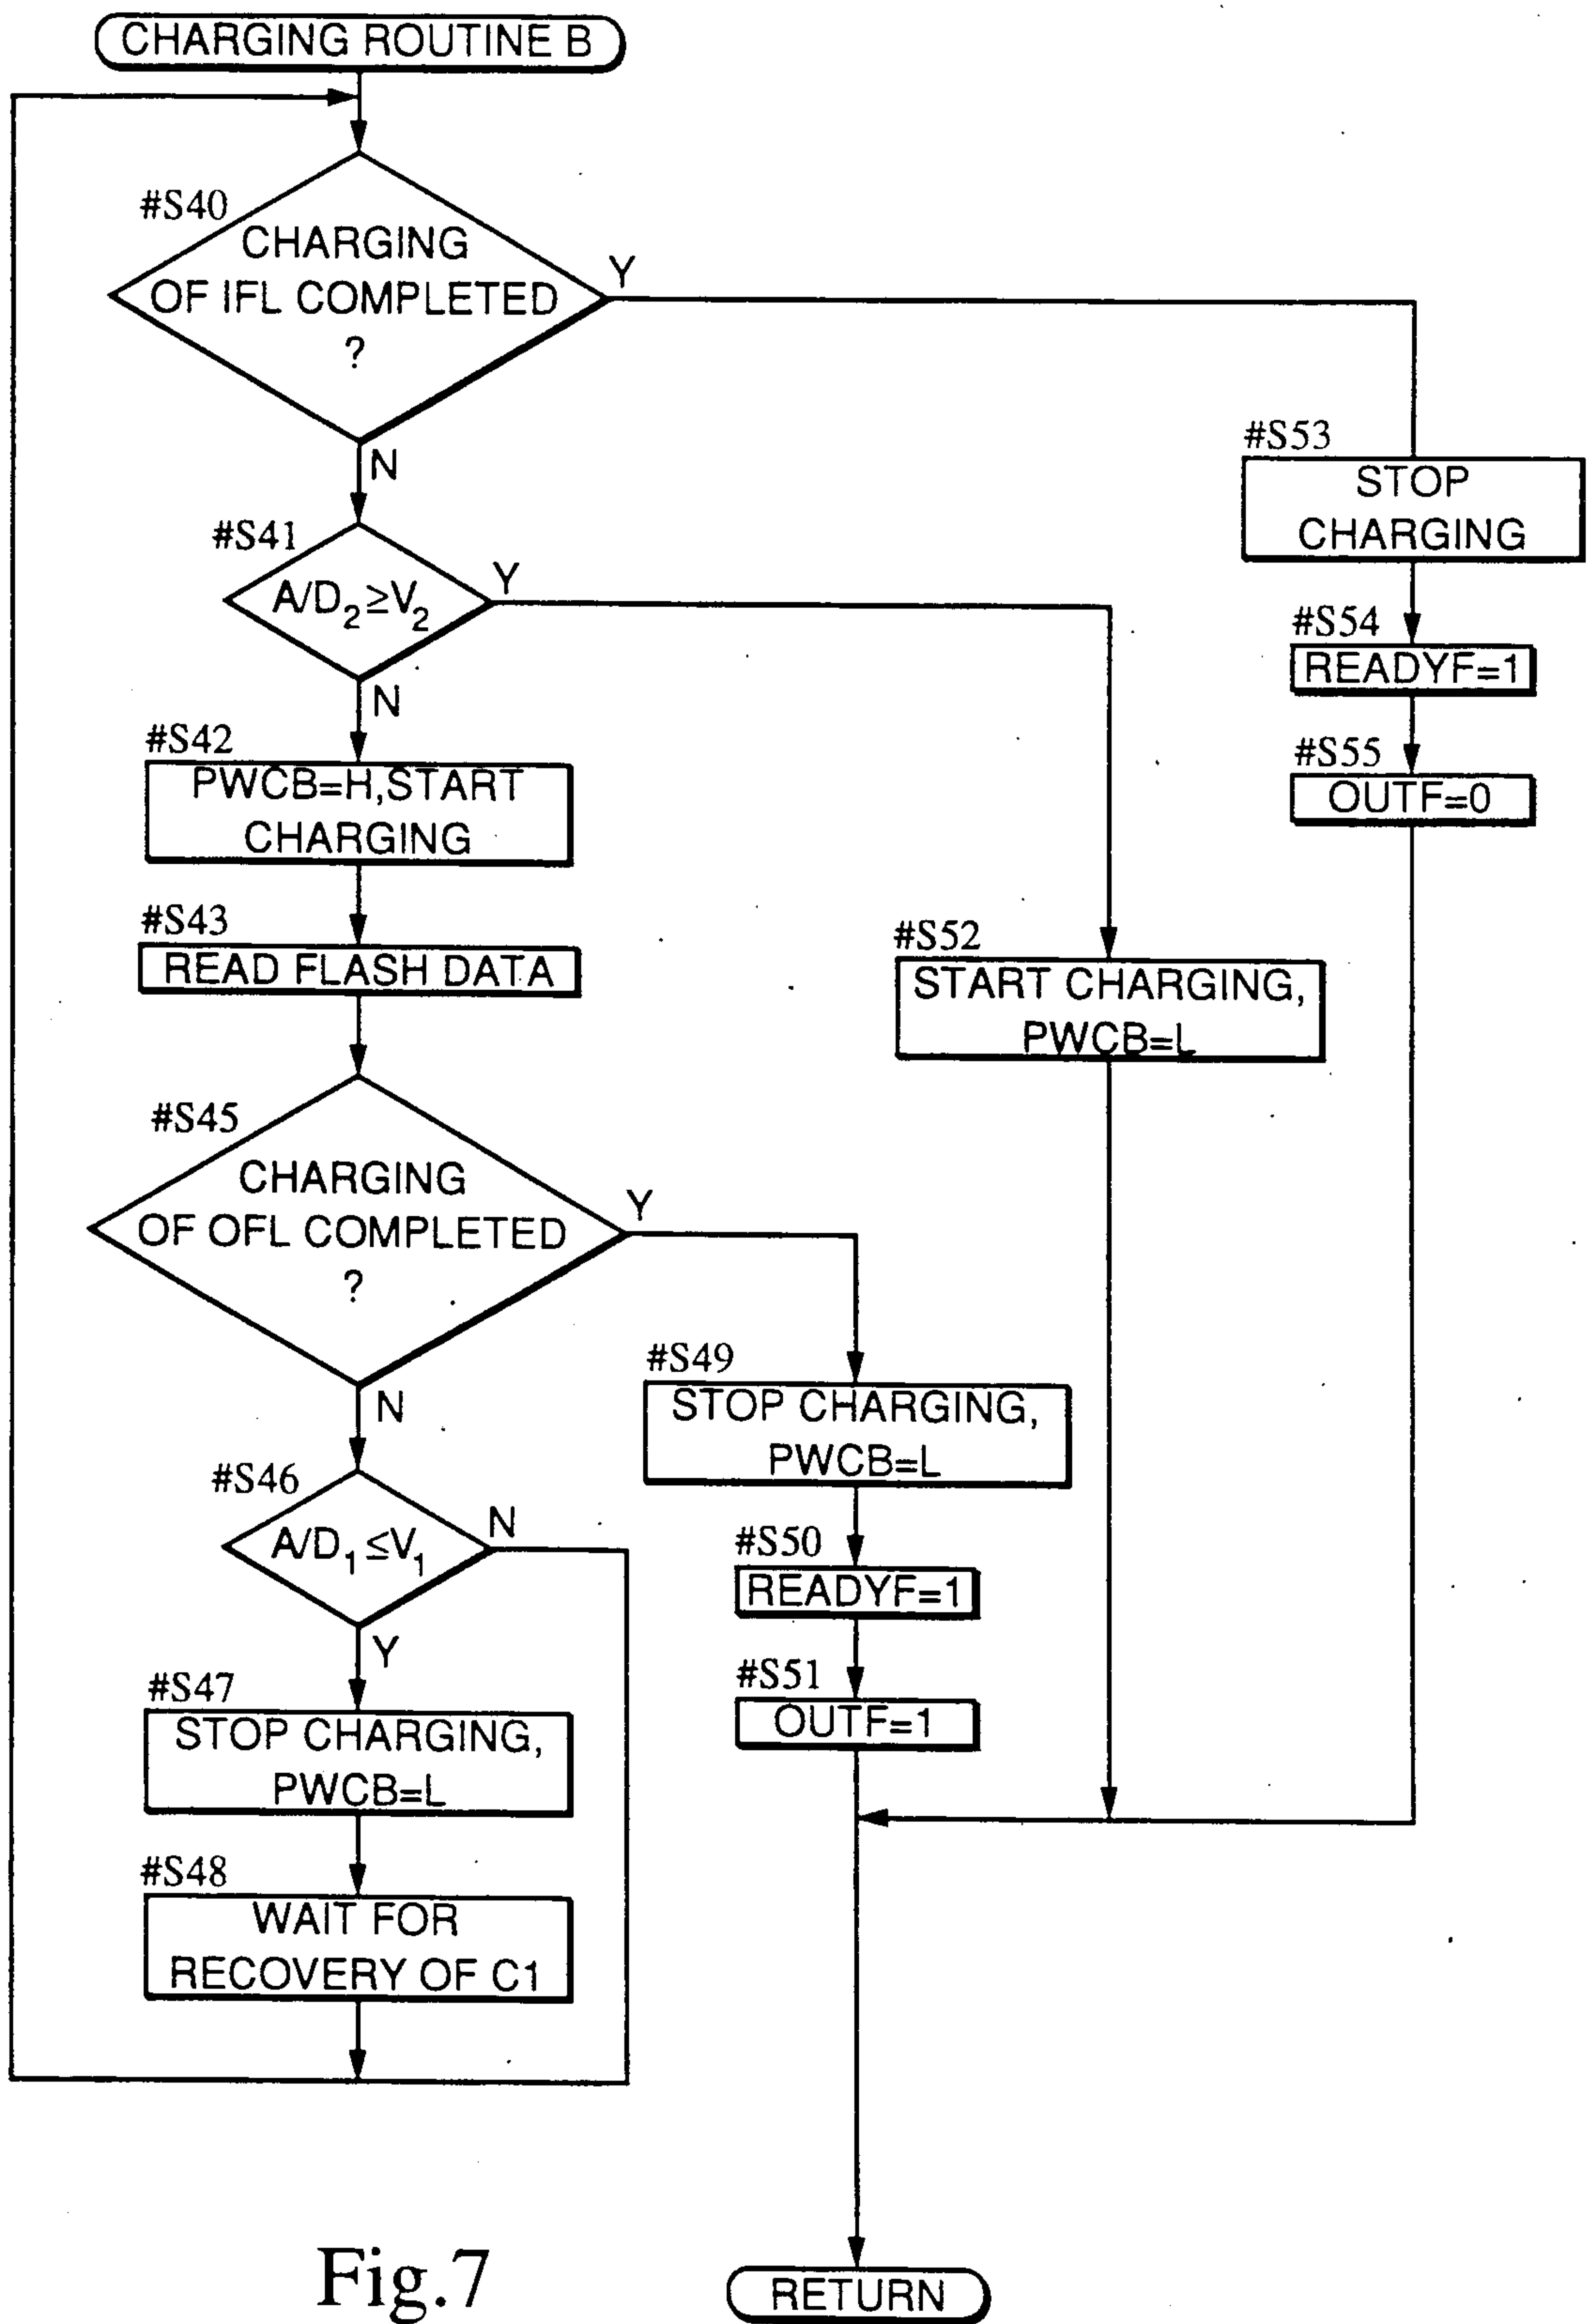 CHARGING ROUTINE B
#S40
CHARGING
OF IFL COMPLETED
?
Y
N
#S53
STOP
CHARGING
#S41
A/D₂≥V₂
Y
N
#S54
READYF=1
#S42
PWCB=H,START
CHARGING
#S55
OUTF=0
#S43
READ FLASH DATA
#S52
START CHARGING,
PWCB=L
#S45
CHARGING
OF OFL COMPLETED
?
Y
N
#S49
STOP CHARGING,
PWCB=L
#S46
A/D₁≤V₁
N
Y
#S50
READYF=1
#S47
STOP CHARGING,
PWCB=L
#S51
OUTF=1
#S48
WAIT FOR
RECOVERY OF C1
Fig.7
RETURN